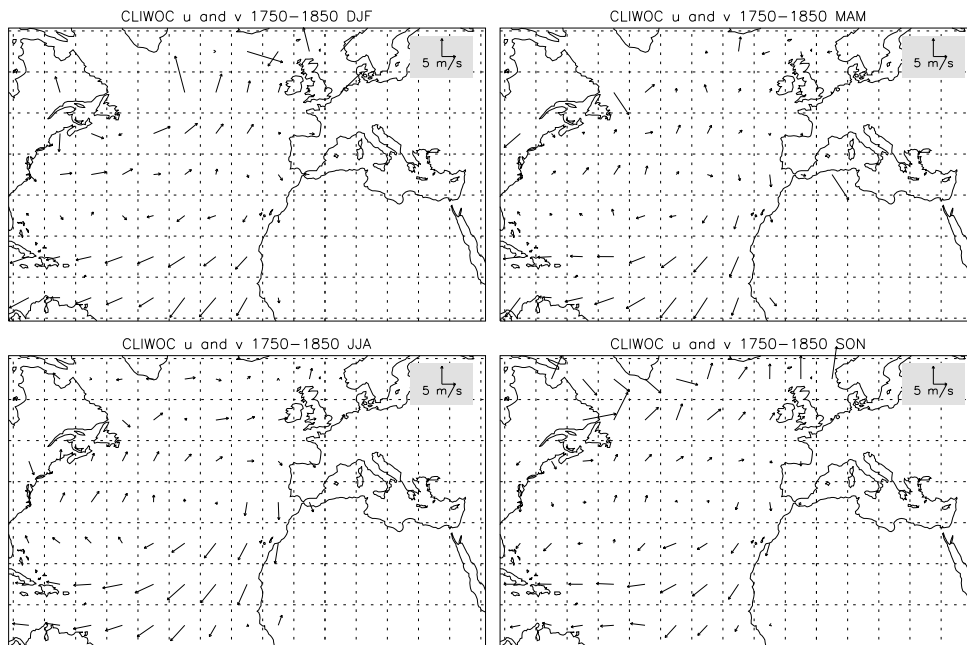 CLIWOC u and v 1750-1850 DJF
5 m/s
CLIWOC u and v 1750-1850 MAM
5 m/s
CLIWOC u and v 1750-1850 JJA
5 m/s
CLIWOC u and v 1750-1850 SON
5 m/s